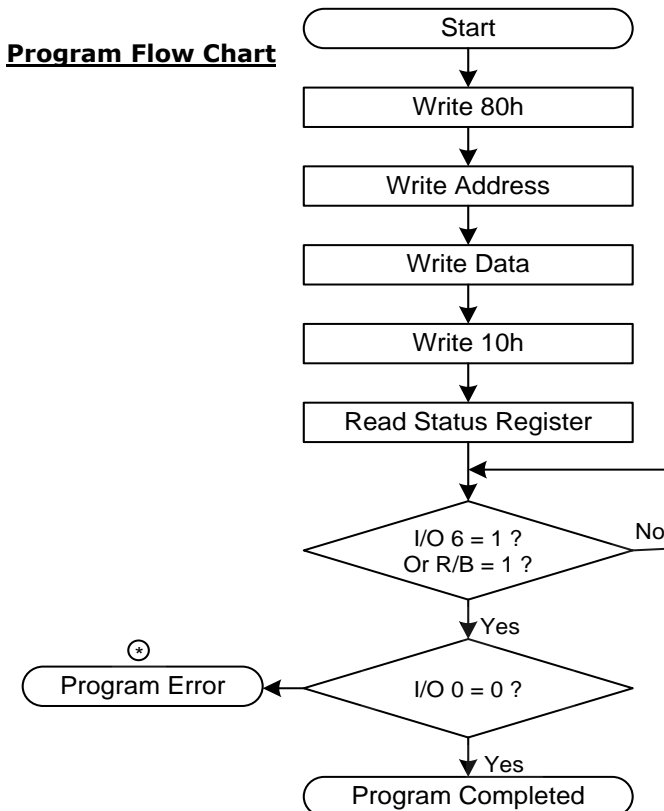 Program Flow Chart
Start
Write 80h
Write Address
Write Data
Write 10h
Read Status Register
I/O 6 = 1 ?
Or R/B = 1 ?
No
Yes
*
Program Error
I/O 0 = 0 ?
Yes
Program Completed